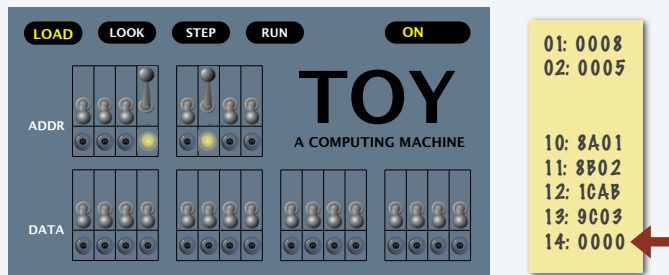 LOAD LOOK STEP RUN ON
TOY
ADDR
A COMPUTING MACHINE
DATA
01: 0008
02: 0005
10: 8A01
11: 8B02
12: 1CAB
13: 9C03
14: 0000